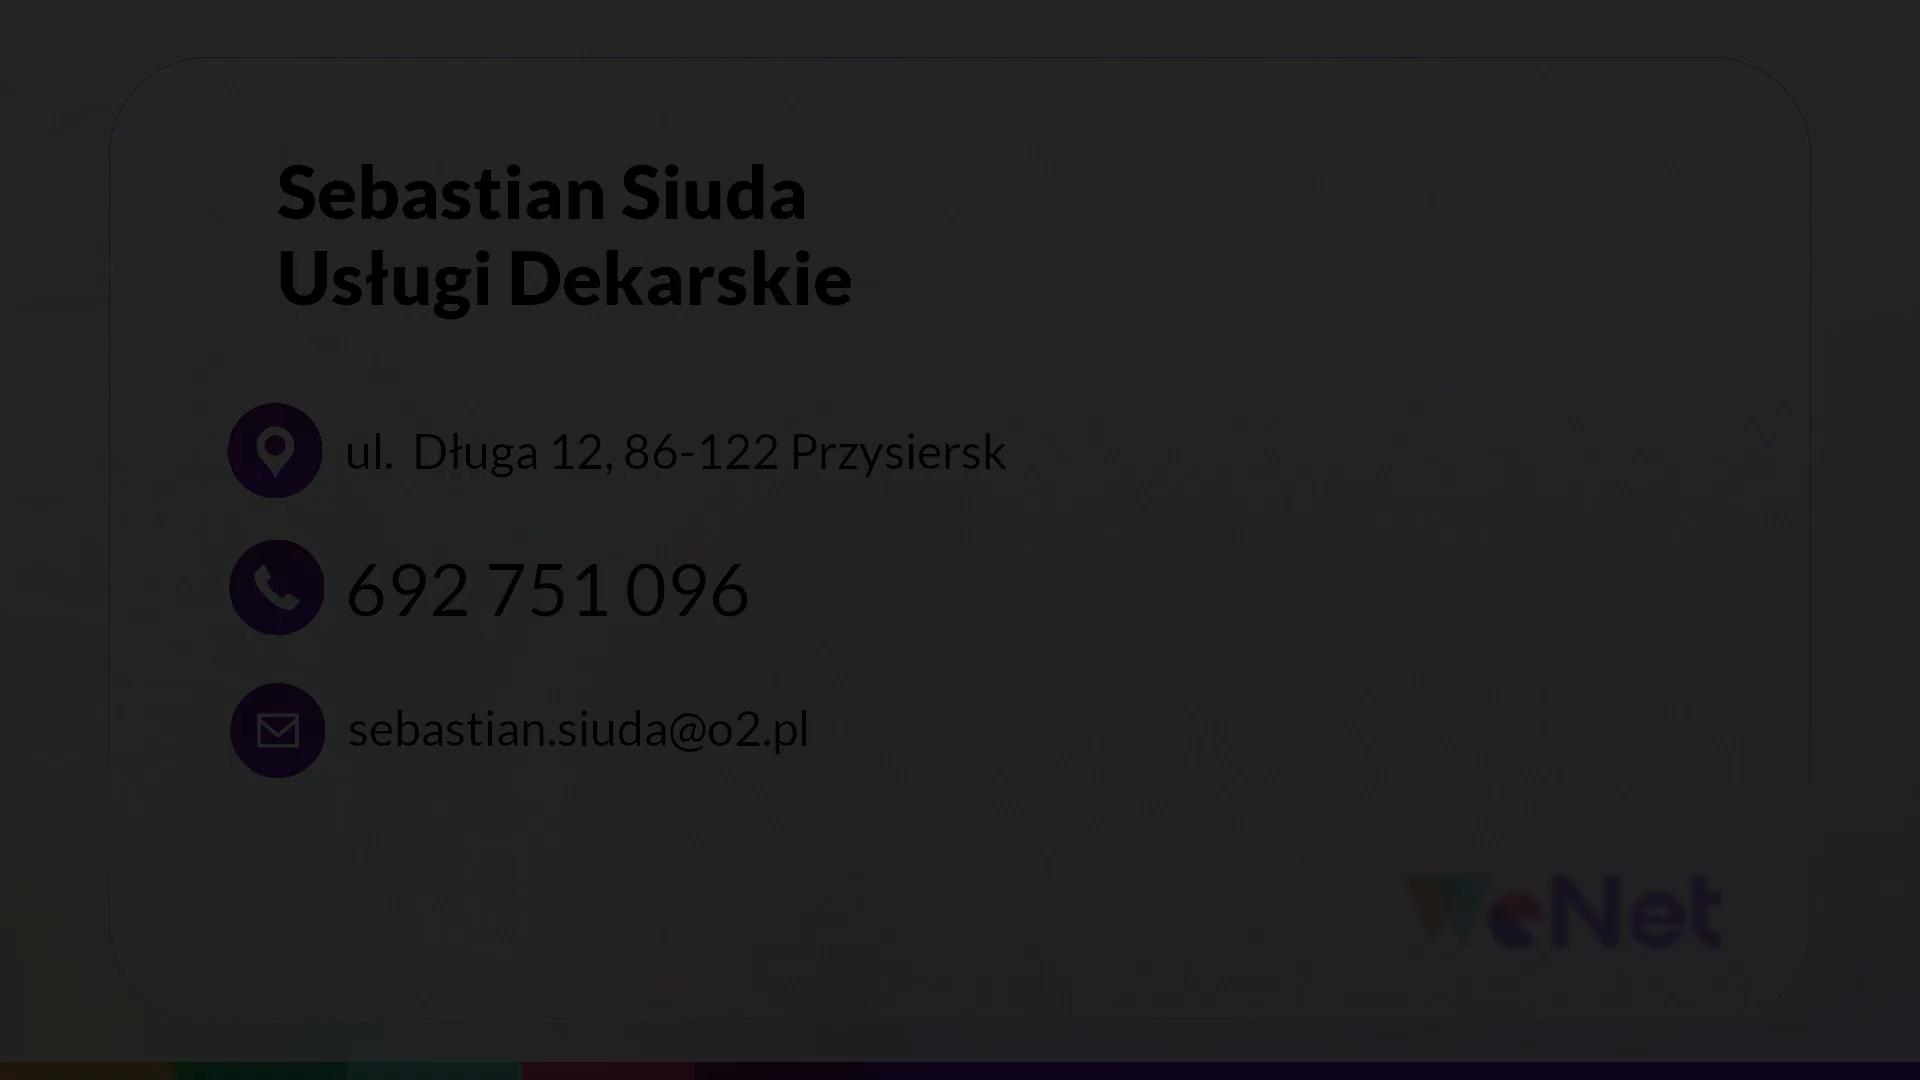 Sebastian Siuda
Usługi Dekarskie
ul. Długa 12, 86-122 Przysiersk
692 751 096
sebastian.siuda@o2.pl
WeNet